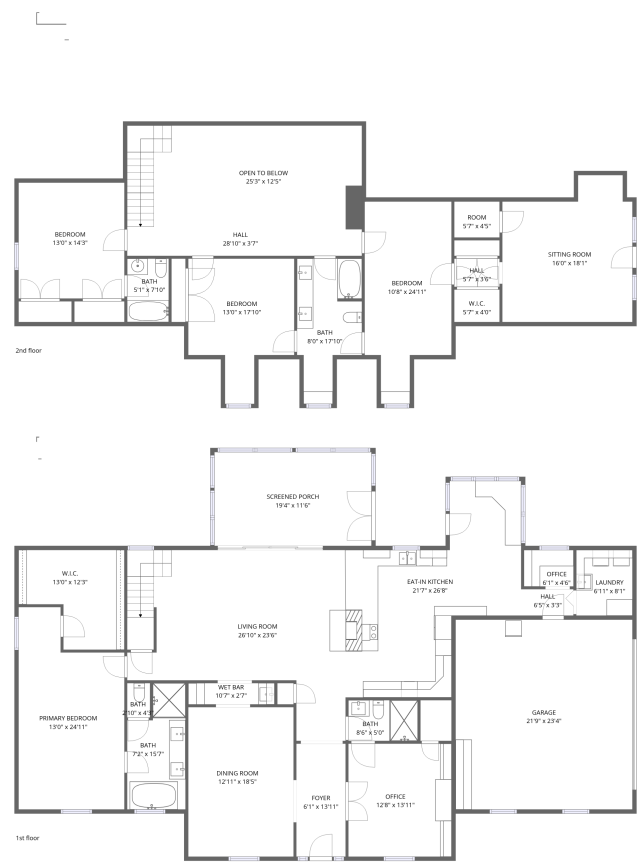 OPEN TO BELOW
25'3" x 12'5"
BEDROOM
13'0" x 14'3"
HALL
28'10" x 3'7"
ROOM
5'7" x 4'5"
SITTING ROOM
16'0" x 18'1"
HALL
5'7" x 3'6"
BATH
5'1" x 7'10"
BEDROOM
10'8" x 24'11"
BEDROOM
13'0" x 17'10"
W.I.C.
5'7" x 4'0"
BATH
8'0" x 17'10"
2nd floor
SCREENED PORCH
19'4" x 11'6"
W.I.C.
13'0" x 12'3"
EAT-IN KITCHEN
21'7" x 26'8"
OFFICE
6'1" x 4'6"
LAUNDRY
6'11" x 8'1"
HALL
6'5" x 3'3"
LIVING ROOM
26'10" x 23'6"
WET BAR
10'7" x 2'7"
BATH
2'10" x 4'3"
PRIMARY BEDROOM
13'0" x 24'11"
GARAGE
21'9" x 23'4"
BATH
8'6" x 5'0"
BATH
7'2" x 15'7"
DINING ROOM
12'11" x 18'5"
FOYER
6'1" x 13'11"
OFFICE
12'8" x 13'11"
1st floor